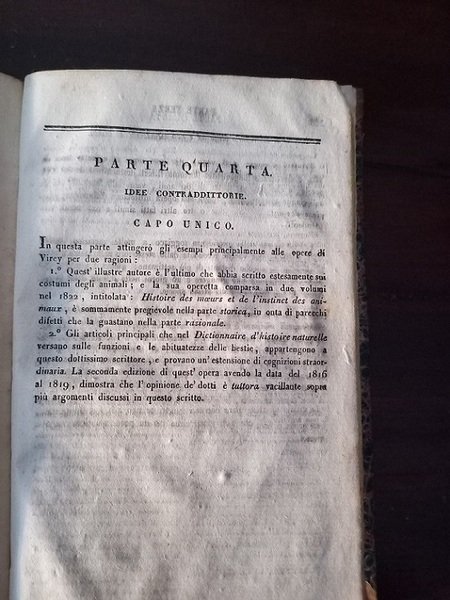 PARTE QUARTA.
IDEE CONTRADDITTORIE.
CAPO UNICO.
In questa parte attingerò gli esempi principalmente alle opere di
Virey per due ragioni :
1.° Quest' illustre autore è l'ultimo che abbia scritto estesamente sui
costumi degli animali ; e la sua operetta comparsa in due volumi
nel 1822, intitolata : Histoire des mœurs et de l'instinct des ani-
maux, è sommamente pregievole nella parte storica, in onta di parecchi
difetti che la guastano nella parte razionale.
2.° Gli articoli principali che nel Dictionnaire d'histoire naturelle
versano sulle funzioni e le abituatezze delle bestie, appartengono a
questo dottissimo scrittore , e provano un'estensione di cognizioni straor-
dinaria. La seconda edizione di quest' opera avendo la data del 1816
al 1819 , dimostra che l'opinione de' dotti è tuttora vacillante sopra
più argomenti discussi in questo scritto.